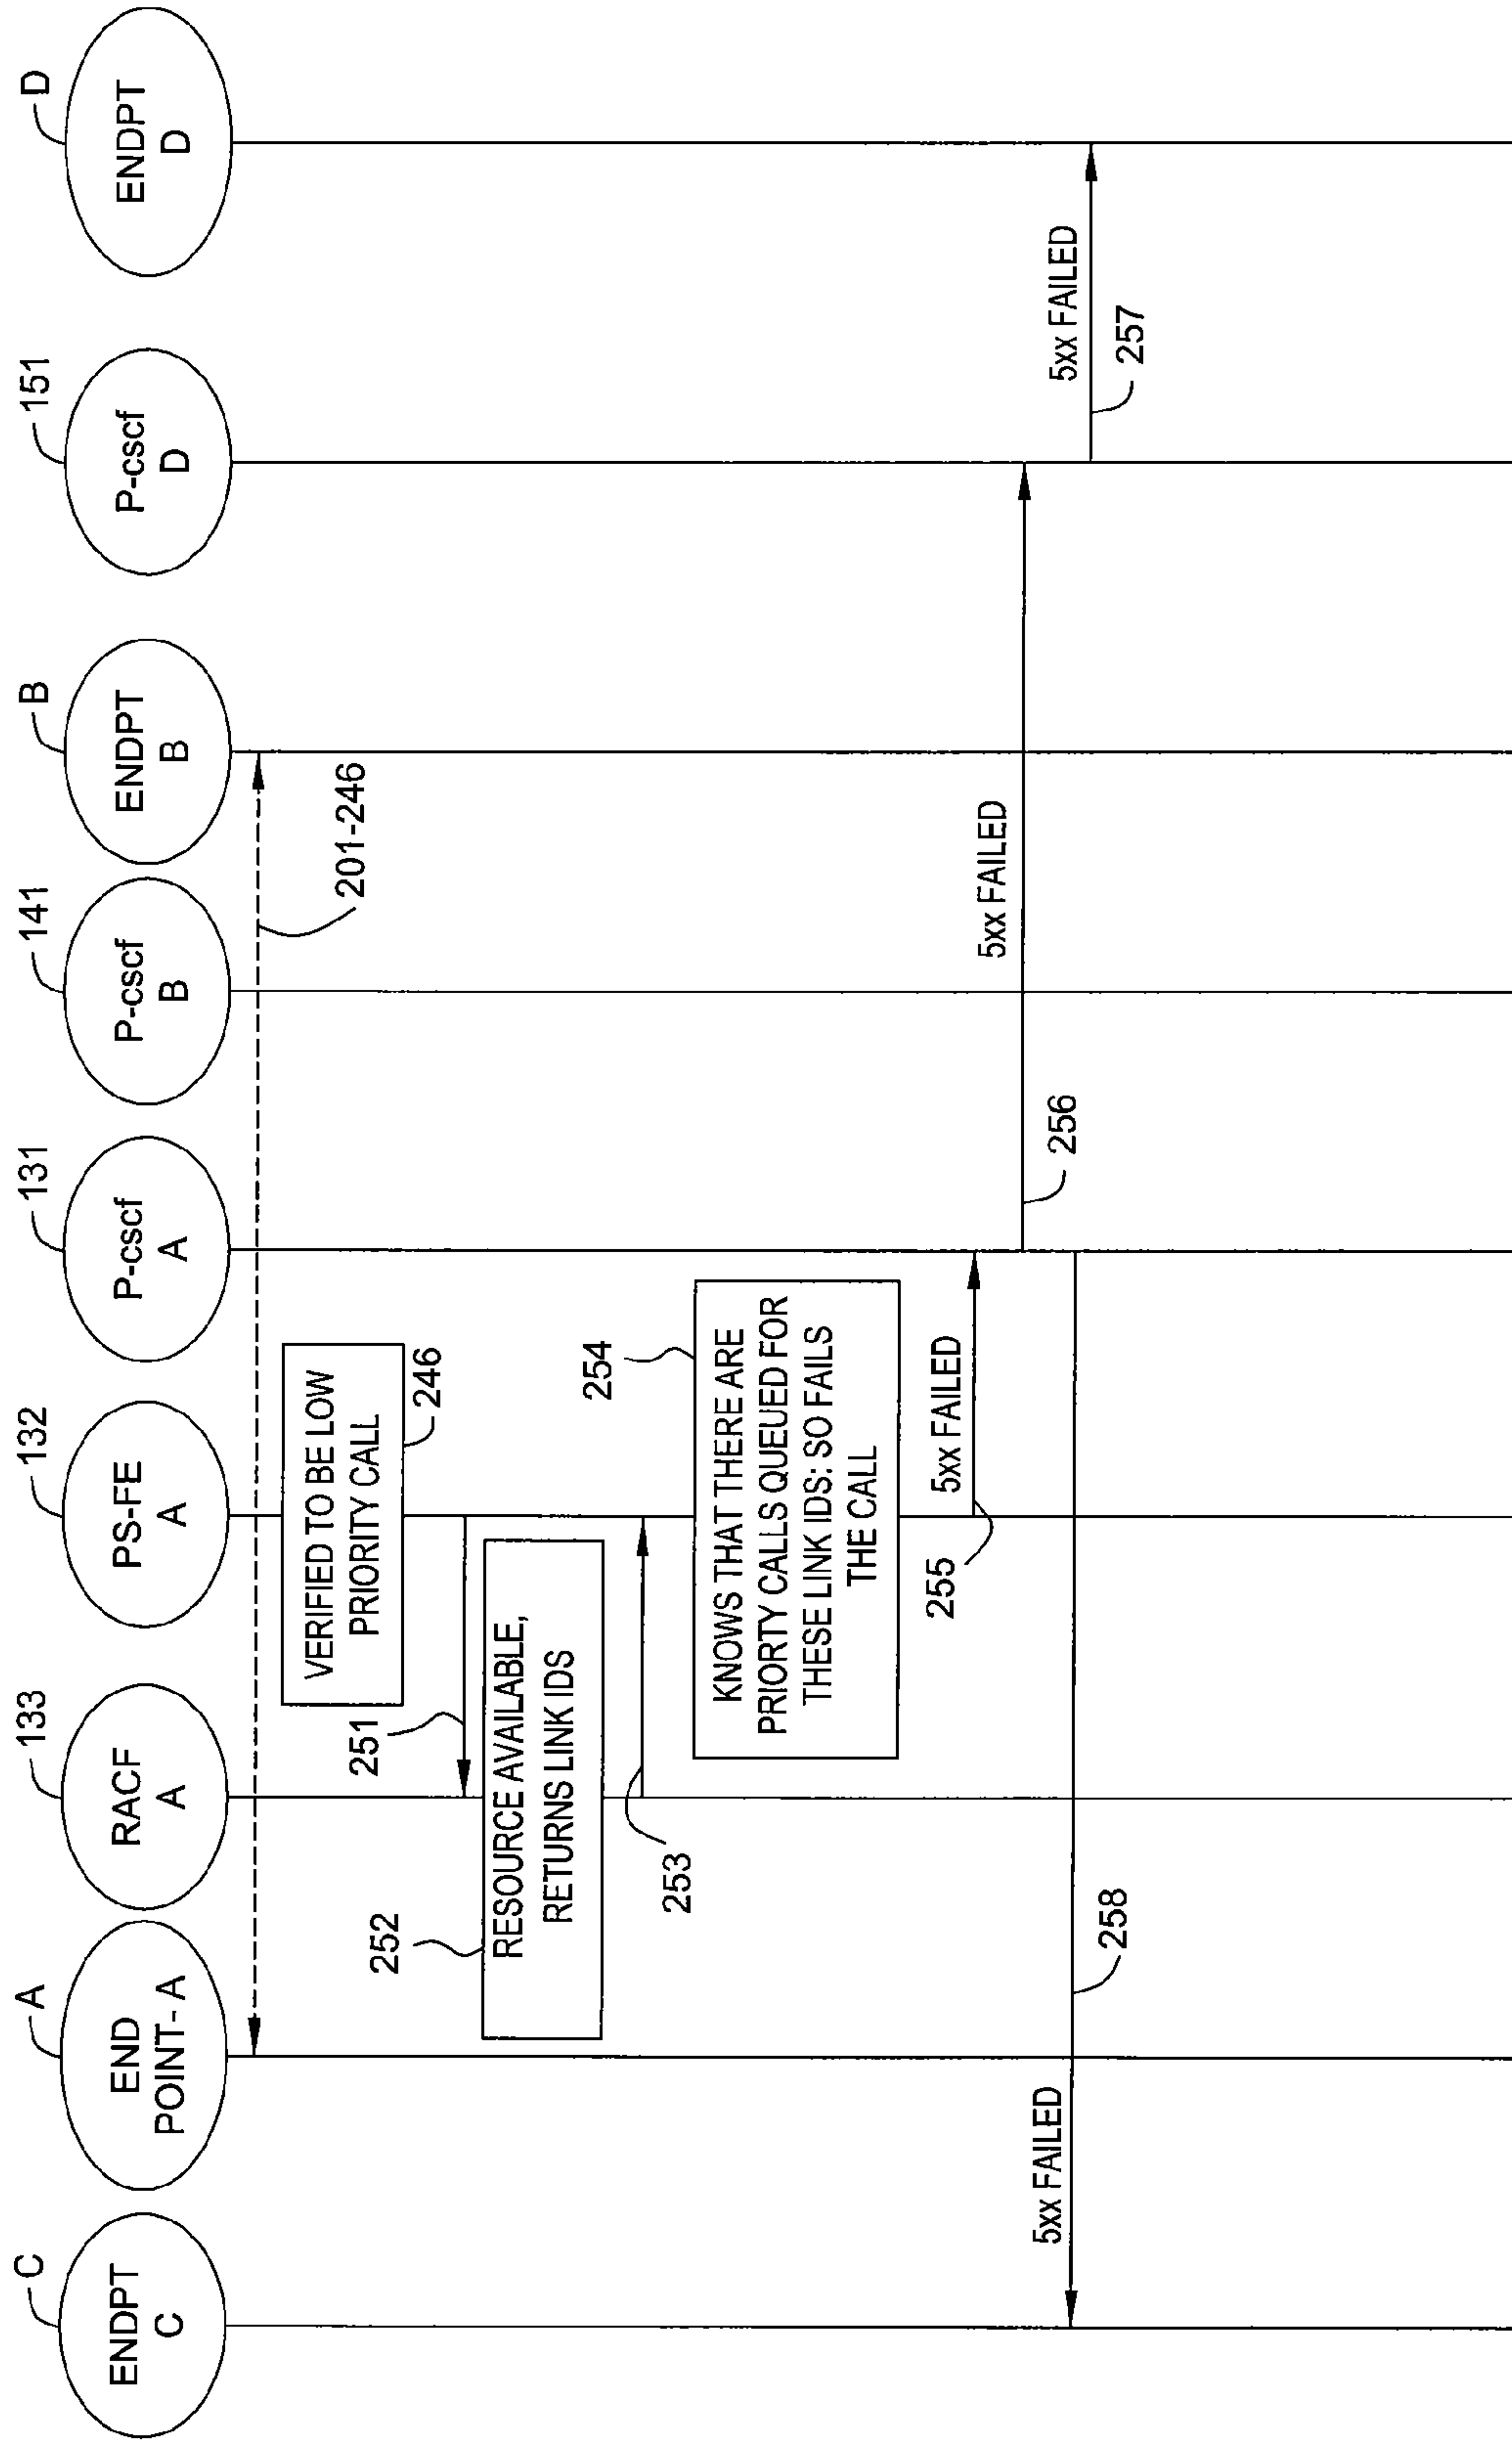 C
A
133
132
131
141
B
151
D
ENDPT
C
END
POINT- A
RACF
A
PS-FE
A
P-cscf
A
P-cscf
B
ENDPT
B
P-cscf
D
ENDPT
D
201-246
VERIFIED TO BE LOW
PRIORITY CALL
246
251
252
RESOURCE AVAILABLE,
RETURNS LINK IDS
253
254
KNOWS THAT THERE ARE
PRIORTY CALLS QUEUED FOR
THESE LINK IDS: SO FAILS
THE CALL
5xx FAILED
255
5xx FAILED
256
5xx FAILED
257
5xx FAILED
258